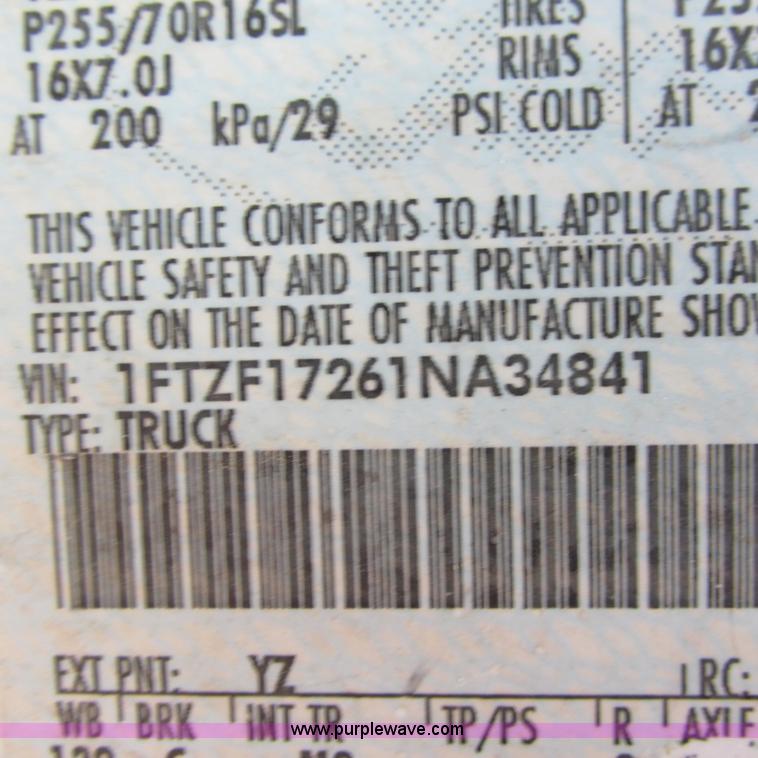 P255/70R16SL TIRES
16X7.0J RIMS 16X
AT 200 kPa/29 PSI COLD AT
THIS VEHICLE CONFORMS TO ALL APPLICABLE
VEHICLE SAFETY AND THEFT PREVENTION STAN
EFFECT ON THE DATE OF MANUFACTURE SHO
VIN: 1FTZF17261NA34841
TYPE: TRUCK
EXT PNT: YZ RC:
WB BRK INT TR TP/PS R AXLE
www.purplewave.com